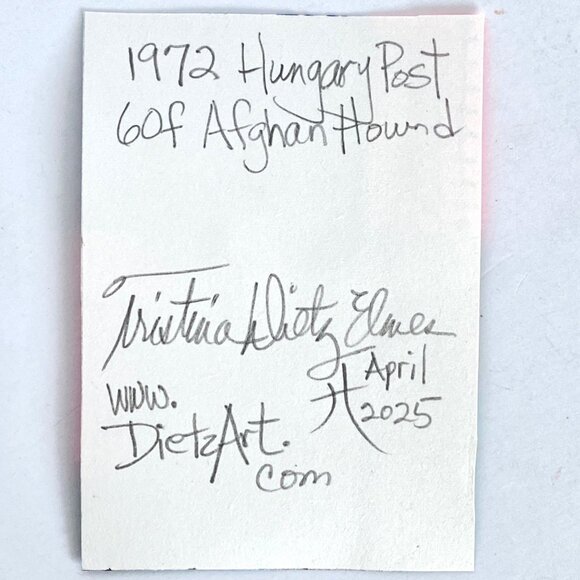 1972 Hungary Post
60f Afghan Hound
Tristina Dietz Elmes
www.
DietzArt.
com
April
2025